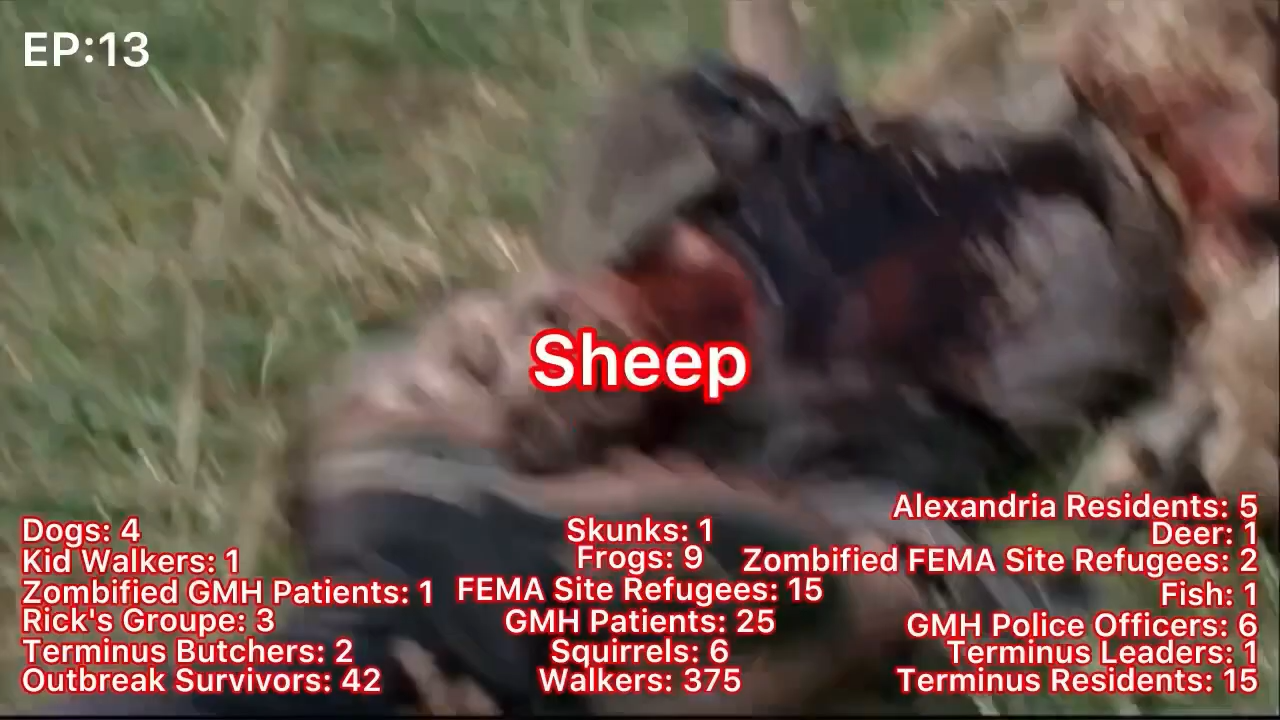 EP:13
Sheep
Dogs: 4
Kid Walkers: 1
Zombified GMH Patients: 1
Rick's Groupe: 3
Terminus Butchers: 2
Outbreak Survivors: 42
Skunks: 1
Frogs: 9
FEMA Site Refugees: 15
GMH Patients: 25
Squirrels: 6
Walkers: 375
Alexandria Residents: 5
Deer: 1
Zombified FEMA Site Refugees: 2
Fish: 1
GMH Police Officers: 6
Terminus Leaders: 1
Terminus Residents: 15